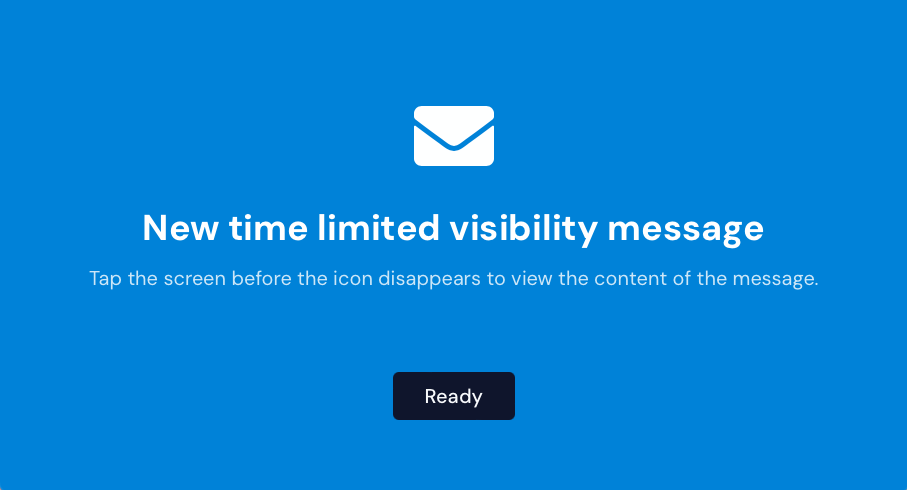 New time limited visibility message
Tap the screen before the icon disappears to view the content of the message.
Ready